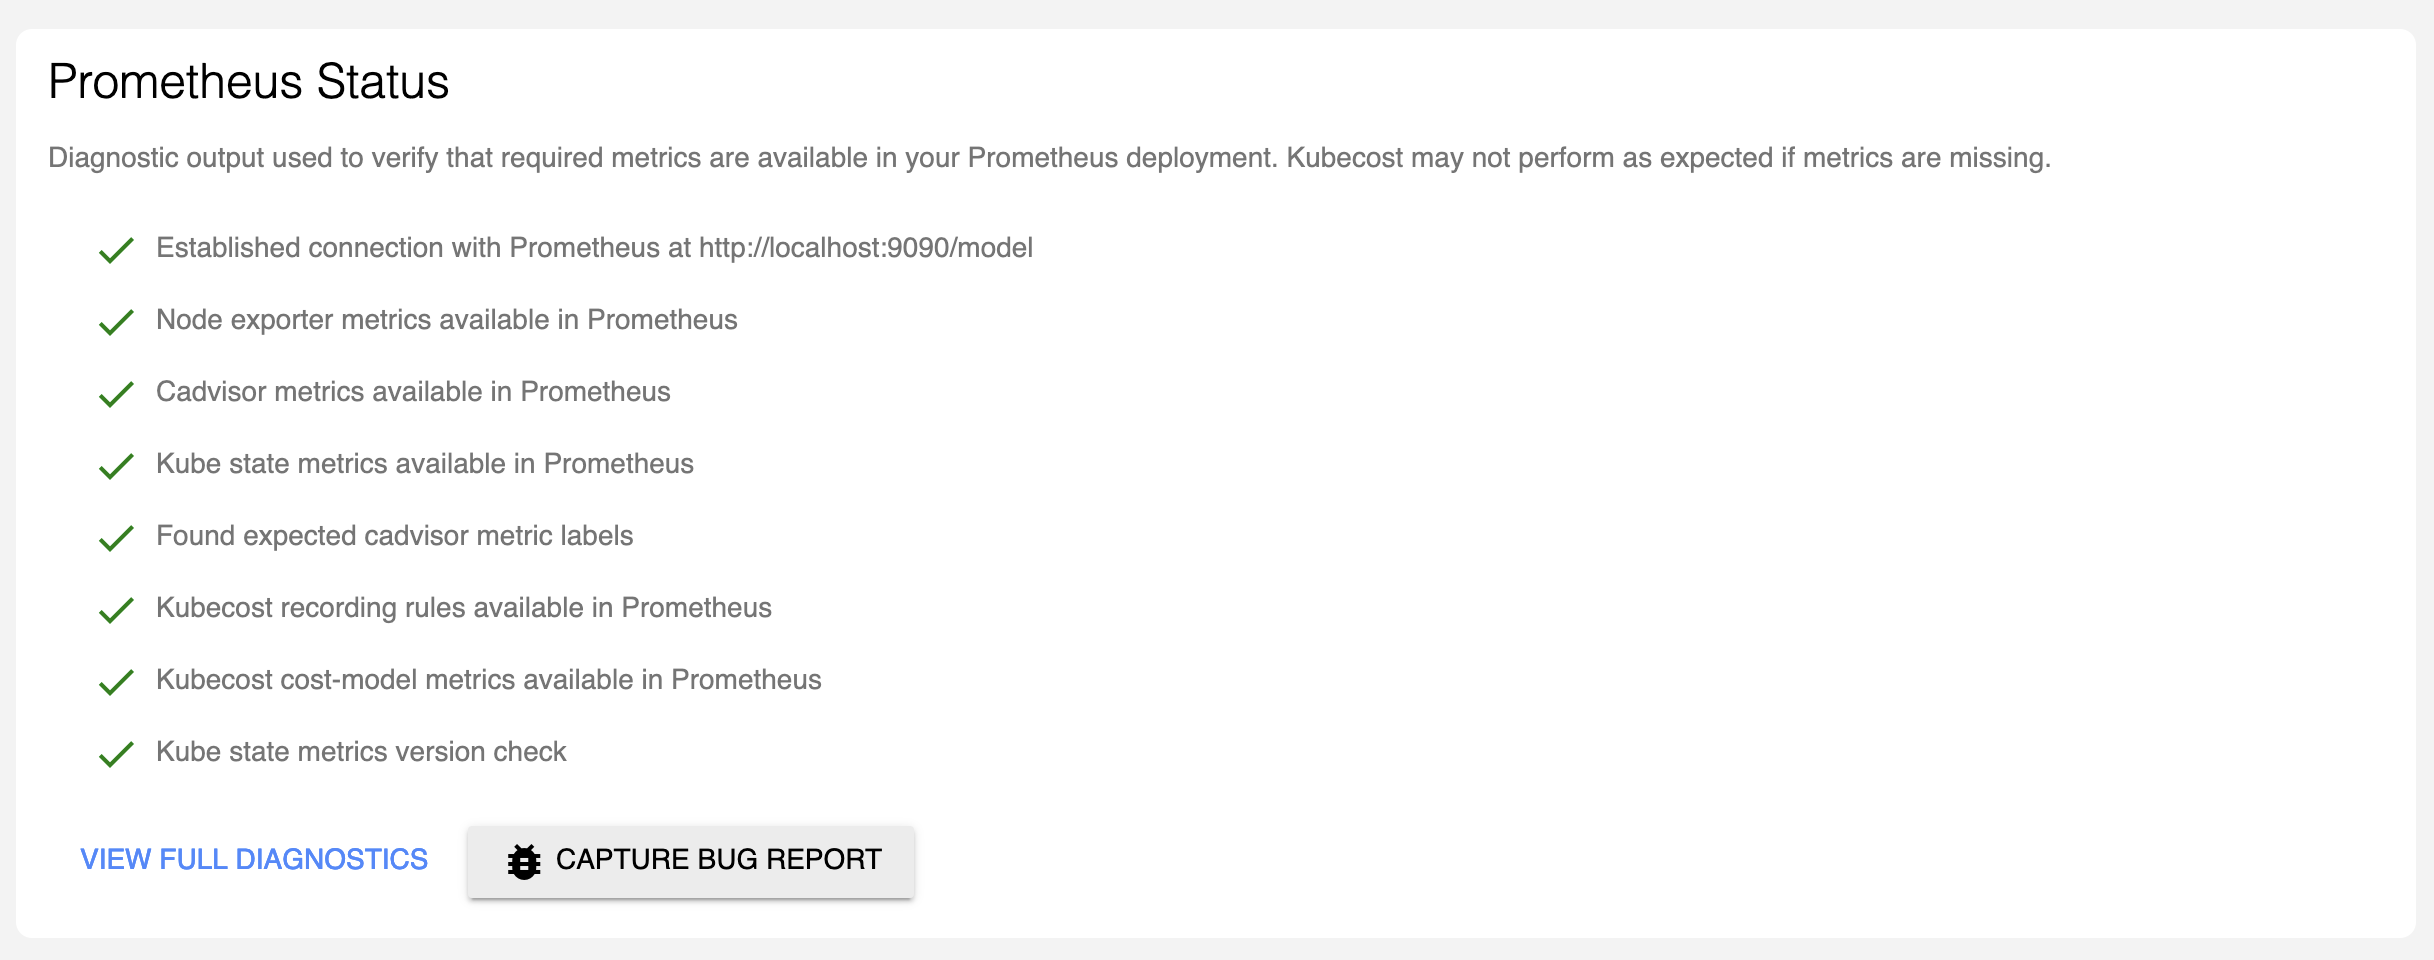 Prometheus Status
Diagnostic output used to verify that required metrics are available in your Prometheus deployment. Kubecost may not perform as expected if metrics are missing.
Established connection with Prometheus at http://localhost:9090/model
Node exporter metrics available in Prometheus
Cadvisor metrics available in Prometheus
Kube state metrics available in Prometheus
Found expected cadvisor metric labels
Kubecost recording rules available in Prometheus
Kubecost cost-model metrics available in Prometheus
Kube state metrics version check
VIEW FULL DIAGNOSTICS CAPTURE BUG REPORT